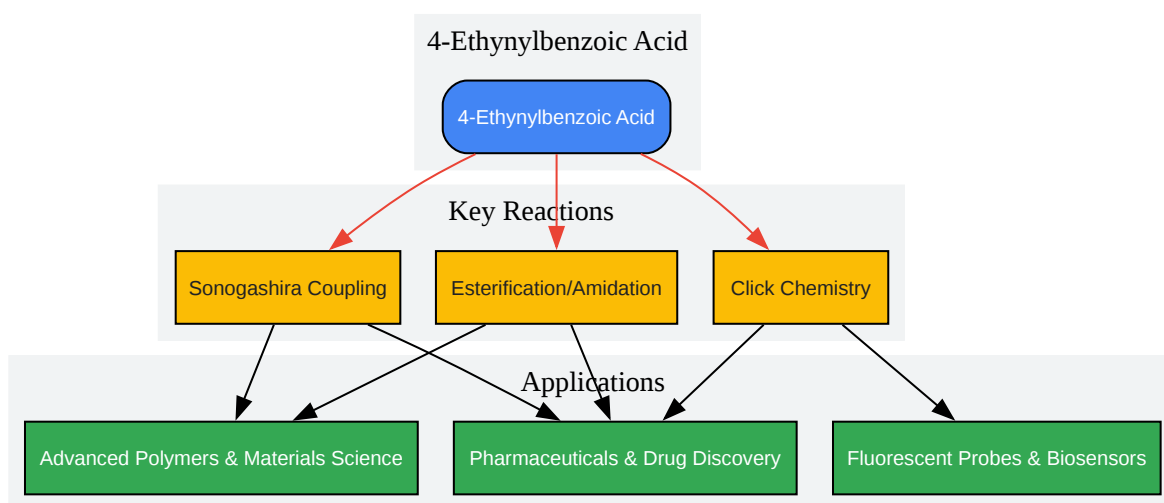 4-Ethynylbenzoic Acid
4-Ethynylbenzoic Acid
Key Reactions
Sonogashira Coupling
Esterification/Amidation
Click Chemistry
Applications
Advanced Polymers & Materials Science
Pharmaceuticals & Drug Discovery
Fluorescent Probes & Biosensors